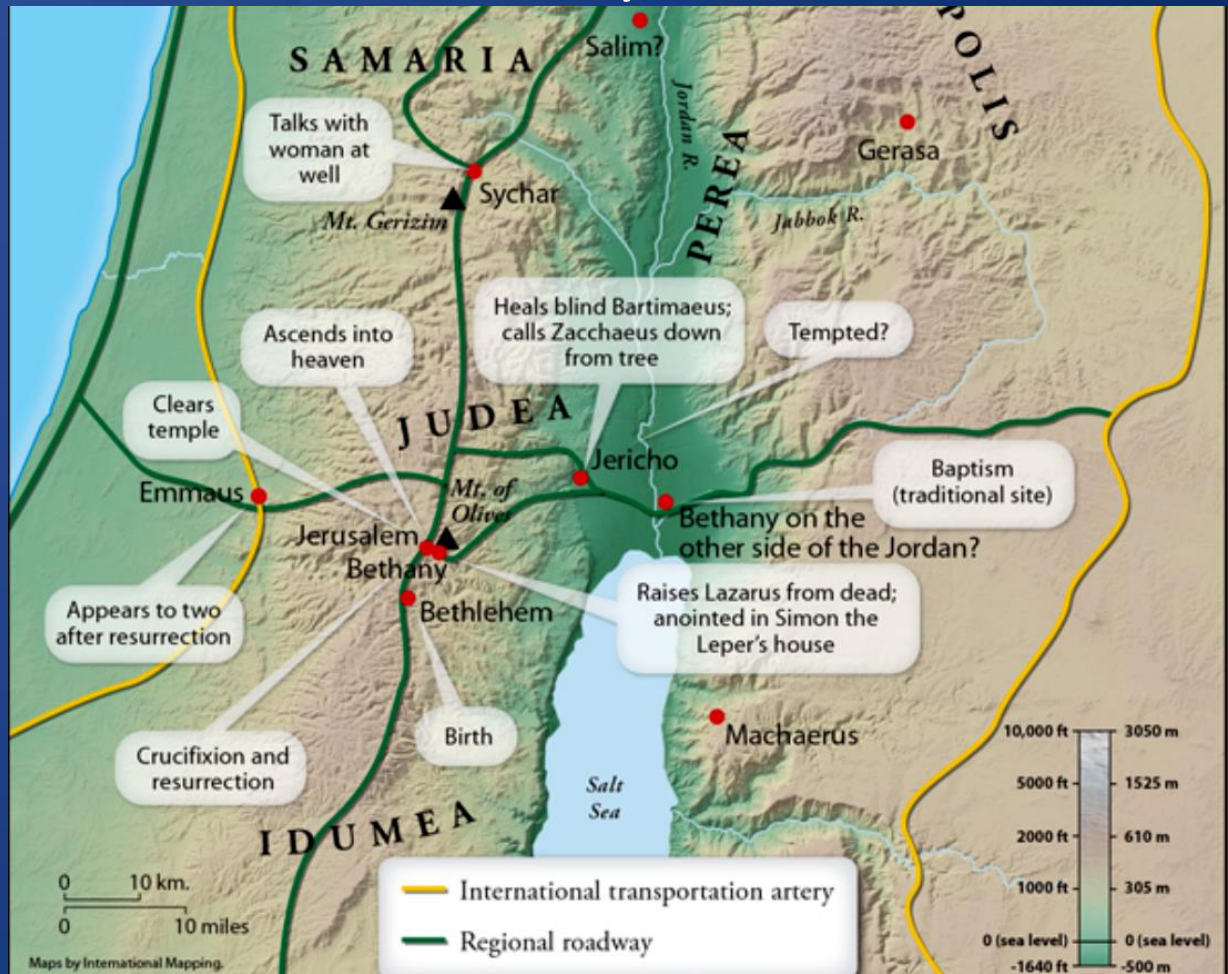 SAMARIA
Salim?
POLIS
Jordan R.
Talks with
woman at
well
Gerasa
PEREA
Sychar
Mt. Gerizim
Jabbok R.
Heals blind Bartimaeus;
calls Zacchaeus down
from tree
Ascends into
heaven
Tempted?
Clears
temple
JUDEA
Jericho
Baptism
(traditional site)
Emmaus
Mt. of
Olives
Bethany on the
other side of the Jordan?
Jerusalem
Bethany
Raises Lazarus from dead;
anointed in Simon the
Leper's house
Bethlehem
Appears to two
after resurrection
Birth
Machaerus
Crucifixion and
resurrection
Salt
Sea
IDUMEA
10,000 ft 3050 m
5000 ft 1525 m
2000 ft 610 m
1000 ft 305 m
0 (sea level) 0 (sea level)
-1640 ft -500 m
0 10 km.
0 10 miles
International transportation artery
Regional roadway
Maps by International Mapping.